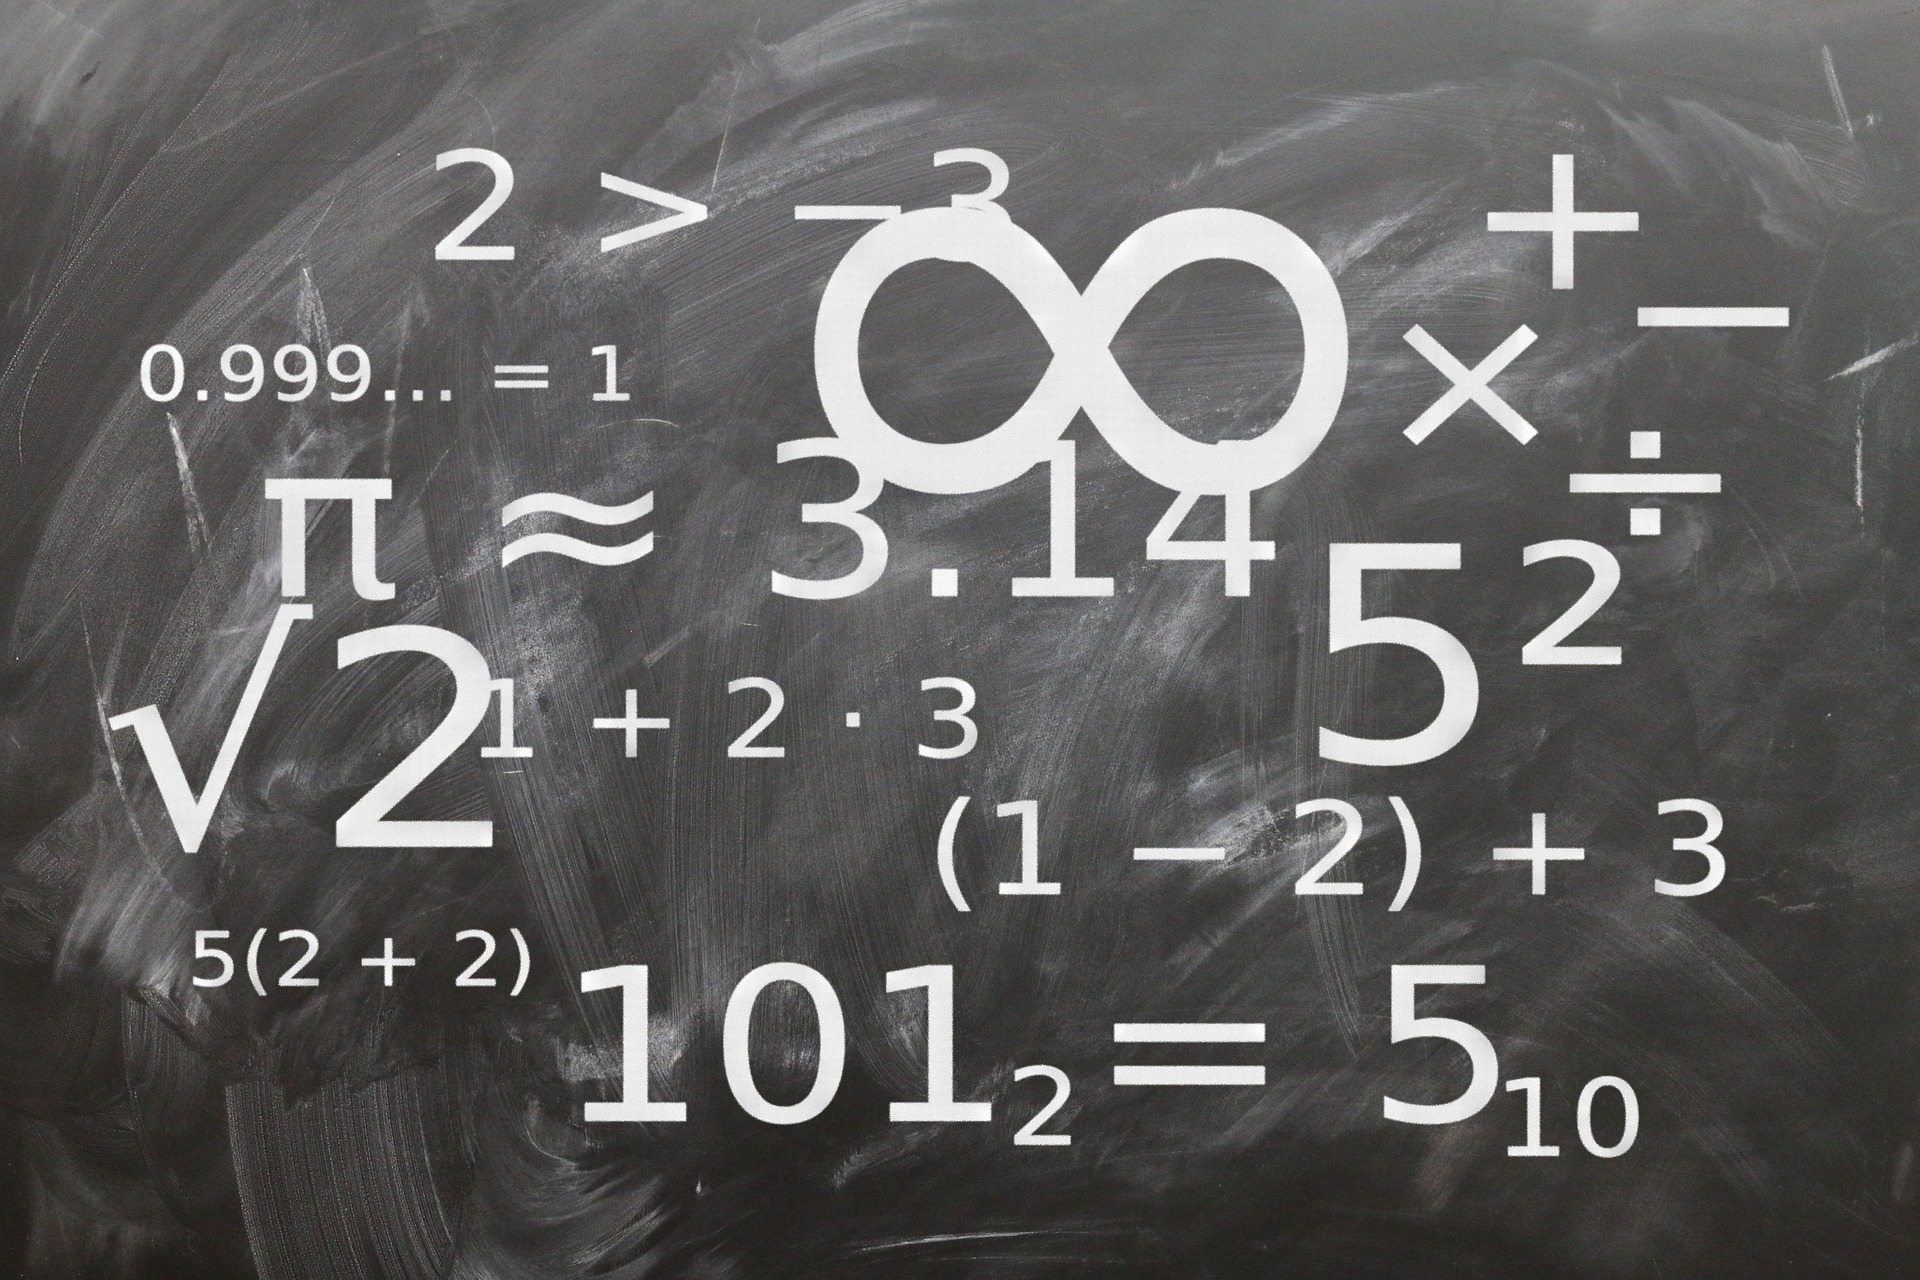 2 > −3
+
∞
−
0.999... = 1
×
÷
π ≈ 3.14
5²
√2
1 + 2 · 3
(1 − 2) + 3
5(2 + 2)
101₂ = 5₁₀